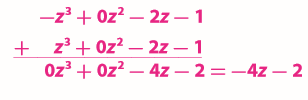 −z³ + 0z² − 2z − 1
+ z³ + 0z² − 2z − 1
0z³ + 0z² − 4z − 2 = −4z − 2